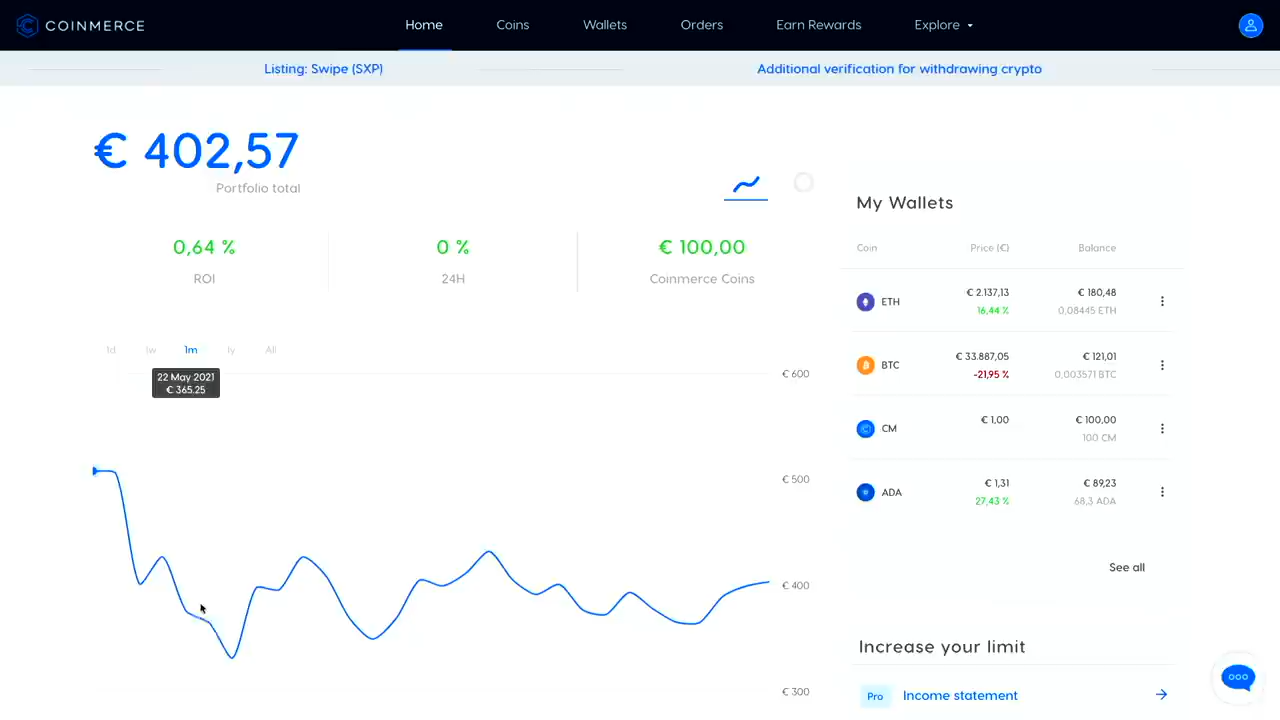 COINMERCE
Home Coins Wallets Orders Earn Rewards Explore
Listing: Swipe (SXP) Additional verification for withdrawing crypto
€ 402,57
Portfolio total
0,64 % 0 % € 100,00
ROI 24H Coinmerce Coins
1d 1w 1m 1y All
22 May 2021
€ 365.25
€ 600
€ 500
€ 400
€ 300
My Wallets
Coin Price (€) Balance
ETH € 2.137,13 € 180,48
16,44 % 0,08445 ETH
BTC € 33.887,05 € 121,01
-21,95 % 0,003571 BTC
CM € 1,00 € 100,00
100 CM
ADA € 1,31 € 89,23
27,43 % 68,3 ADA
See all
Increase your limit
Pro Income statement